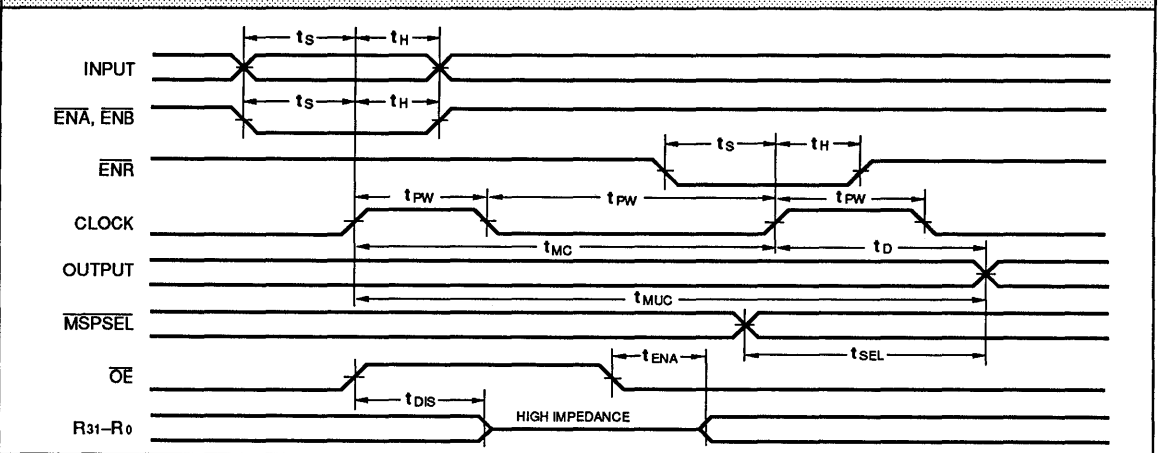 tS tH
INPUT
tS tH
ENA, ENB
tS tH
ENR
tPW tPW tPW
CLOCK
tMC tD
OUTPUT
tMUC
MSPSEL
tSEL
tENA
OE
tDIS
HIGH IMPEDANCE
R31–R0